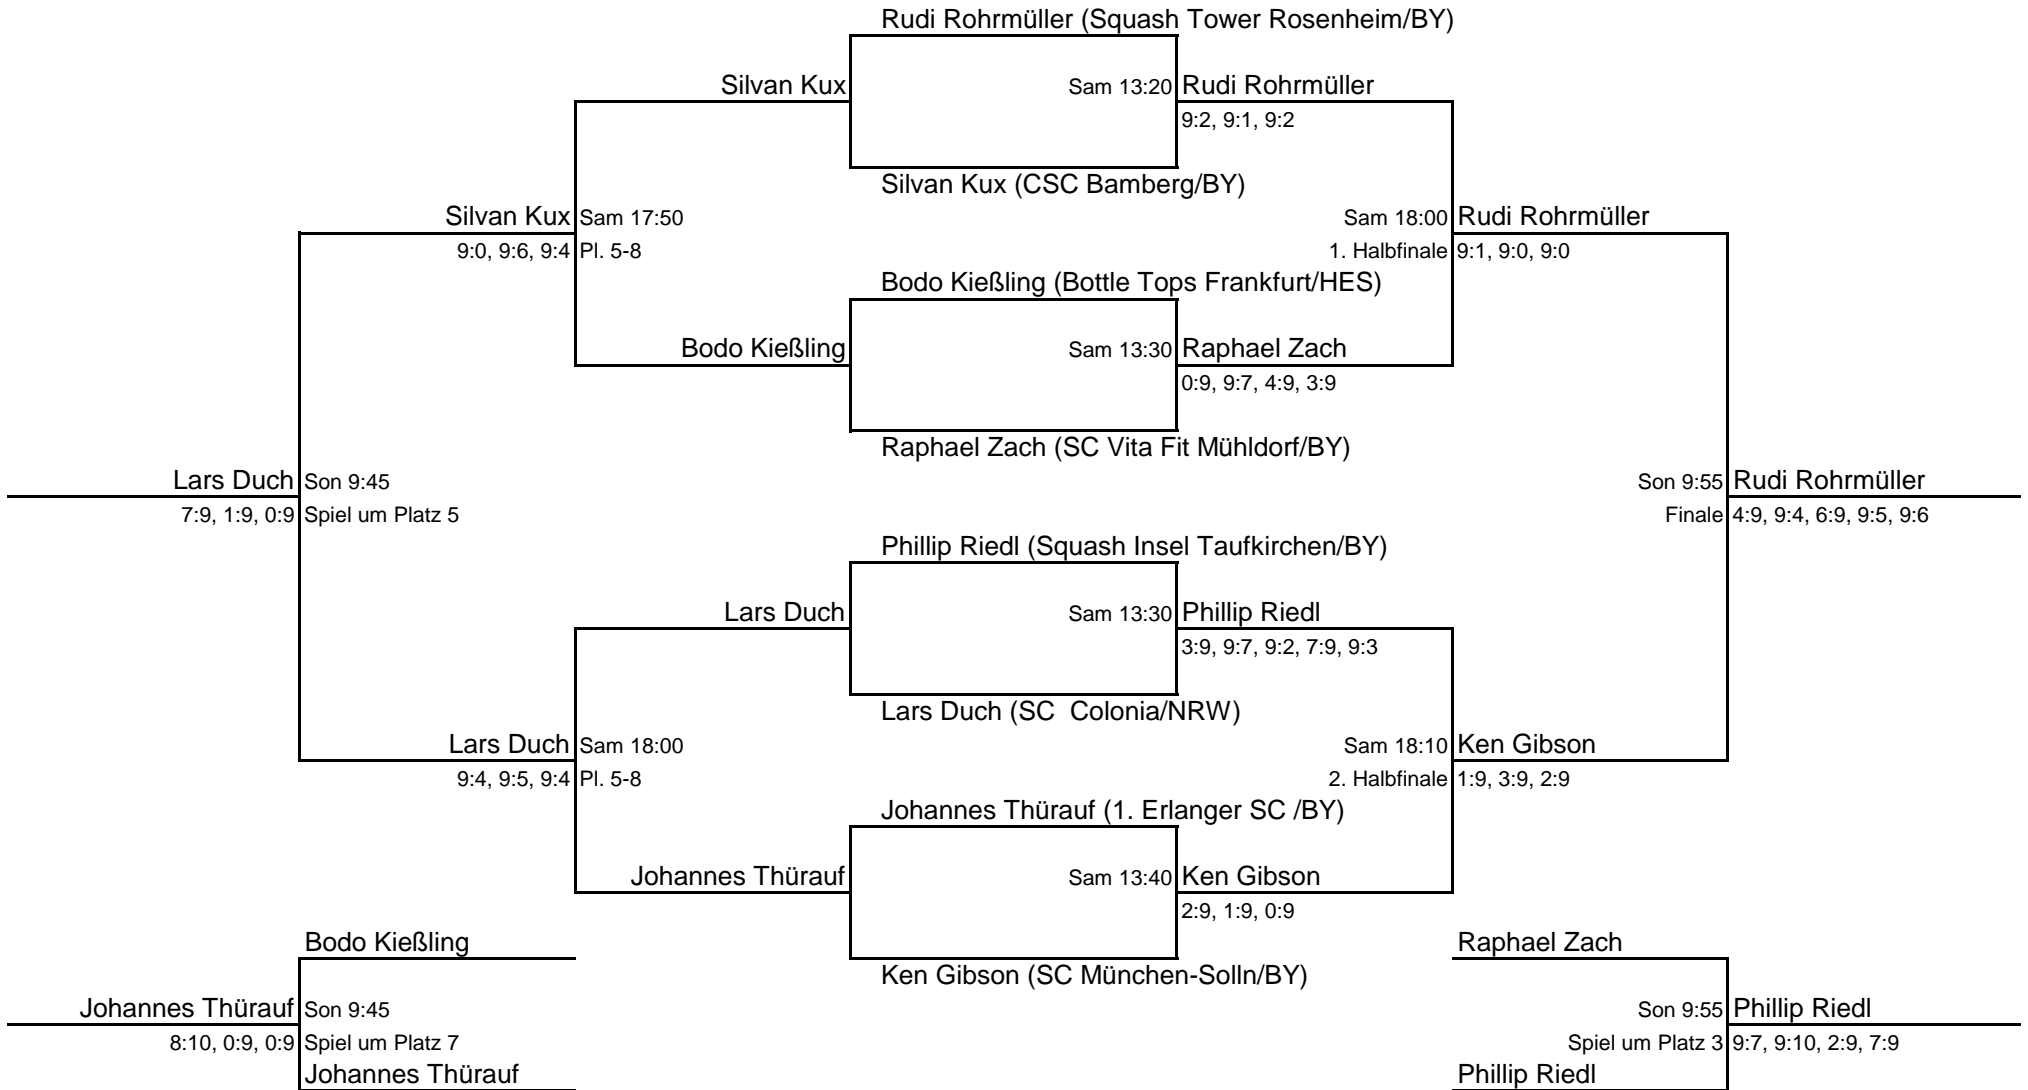 Rudi Rohrmüller (Squash Tower Rosenheim/BY)
Silvan Kux
Sam 13:20 Rudi Rohrmüller
9:2, 9:1, 9:2
Silvan Kux (CSC Bamberg/BY)
Silvan Kux Sam 17:50
Sam 18:00 Rudi Rohrmüller
9:0, 9:6, 9:4 Pl. 5-8
1. Halbfinale 9:1, 9:0, 9:0
Bodo Kießling (Bottle Tops Frankfurt/HES)
Bodo Kießling
Sam 13:30 Raphael Zach
0:9, 9:7, 4:9, 3:9
Raphael Zach (SC Vita Fit Mühldorf/BY)
Lars Duch Son 9:45
Son 9:55 Rudi Rohrmüller
7:9, 1:9, 0:9 Spiel um Platz 5
Finale 4:9, 9:4, 6:9, 9:5, 9:6
Phillip Riedl (Squash Insel Taufkirchen/BY)
Lars Duch
Sam 13:30 Phillip Riedl
3:9, 9:7, 9:2, 7:9, 9:3
Lars Duch (SC  Colonia/NRW)
Lars Duch Sam 18:00
Sam 18:10 Ken Gibson
9:4, 9:5, 9:4 Pl. 5-8
2. Halbfinale 1:9, 3:9, 2:9
Johannes Thürauf (1. Erlanger SC /BY)
Johannes Thürauf
Sam 13:40 Ken Gibson
2:9, 1:9, 0:9
Bodo Kießling
Raphael Zach
Ken Gibson (SC München-Solln/BY)
Johannes Thürauf Son 9:45
Son 9:55 Phillip Riedl
8:10, 0:9, 0:9 Spiel um Platz 7
Spiel um Platz 3 9:7, 9:10, 2:9, 7:9
Johannes Thürauf
Phillip Riedl